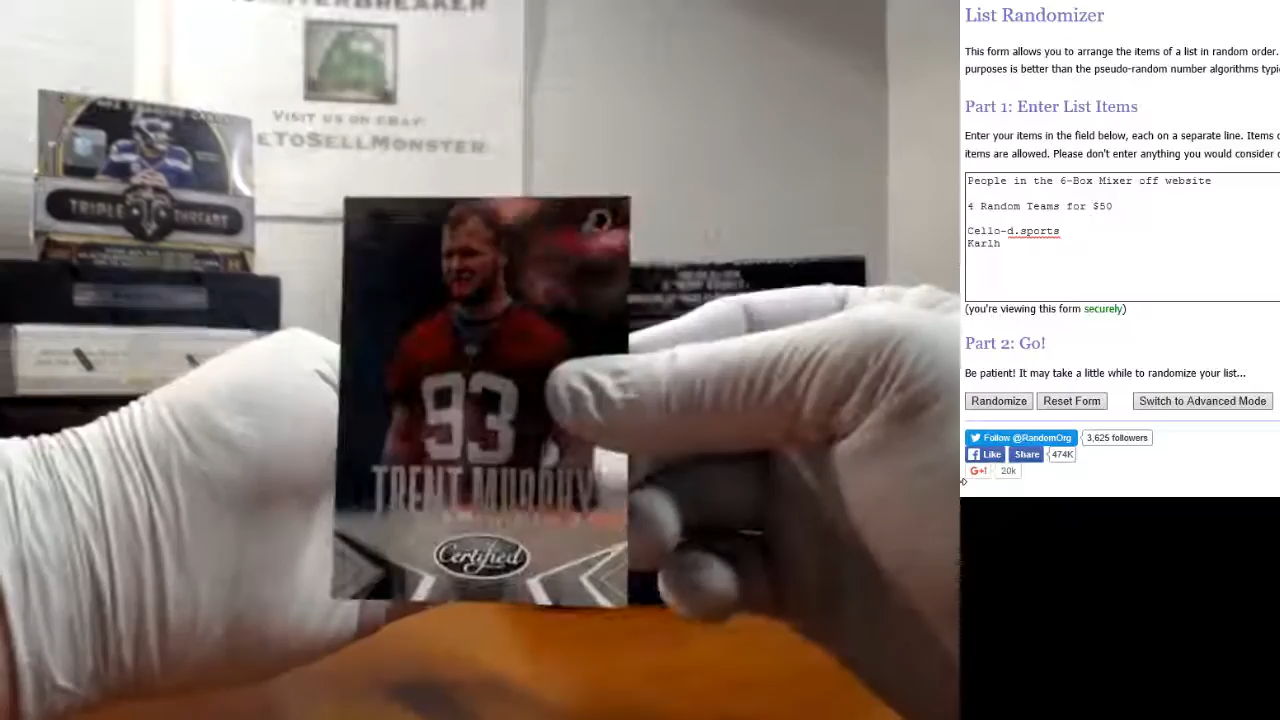 VISIT US ON EBAY:
ETOSELLMONSTER
TRIPLE THREADS
93
TRENT MURPHY
Certified
List Randomizer
This form allows you to arrange the items of a list in random order.
purposes is better than the pseudo-random number algorithms typi
Part 1: Enter List Items
Enter your items in the field below, each on a separate line. Items
items are allowed. Please don't enter anything you would consider
People in the 6-Box Mixer off website
4 Random Teams for $50
Cello-d.sports
Karlh
(you're viewing this form securely)
Part 2: Go!
Be patient! It may take a little while to randomize your list...
Randomize Reset Form Switch to Advanced Mode
Follow @RandomOrg 3,625 followers
Like Share 474K
G+1 20k